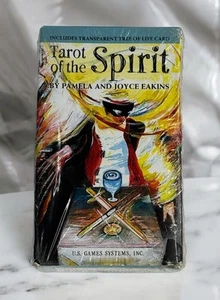 INCLUDES TRANSPARENT TREE OF LIFE CARD
Tarot
of the Spirit
BY PAMELA AND JOYCE EAKINS
U.S. GAMES SYSTEMS, INC.